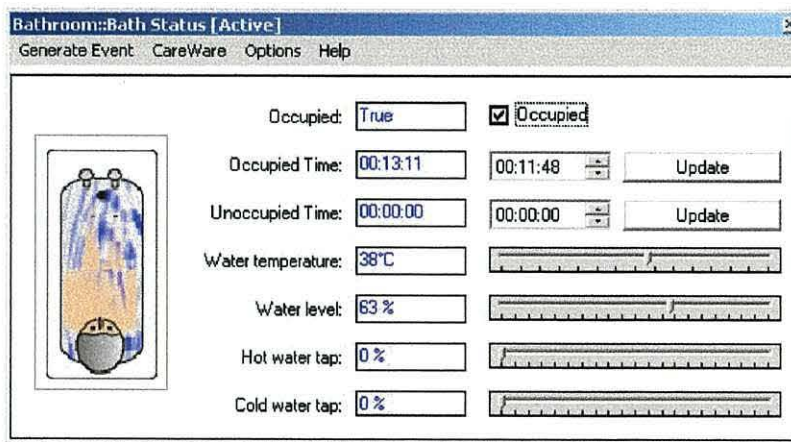 Bathroom::Bath Status [Active]
Generate Event CareWare Options Help
Occupied: True Occupied
Occupied Time: 00:13:11 00:11:48 Update
Unoccupied Time: 00:00:00 00:00:00 Update
Water temperature: 38°C
Water level: 63 %
Hot water tap: 0 %
Cold water tap: 0 %